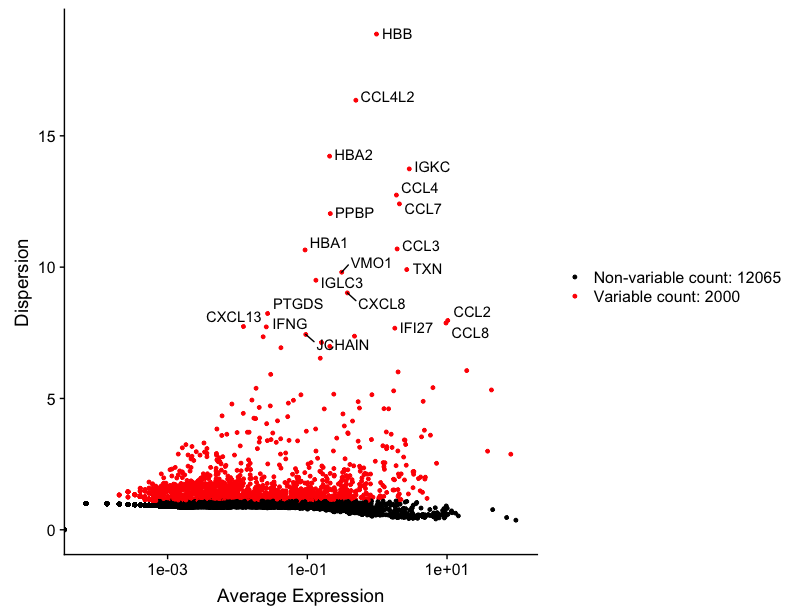 HBB
CCL4L2
15
HBA2
IGKC
CCL4
CCL7
PPBP
HBA1
CCL3
VMO1
TXN
10
IGLC3
CXCL8
PTGDS
CXCL13
IFNG
CCL2
IFI27
CCL8
JCHAIN
5
0
Dispersion
1e-03
1e-01
1e+01
Average Expression
Non-variable count: 12065
Variable count: 2000